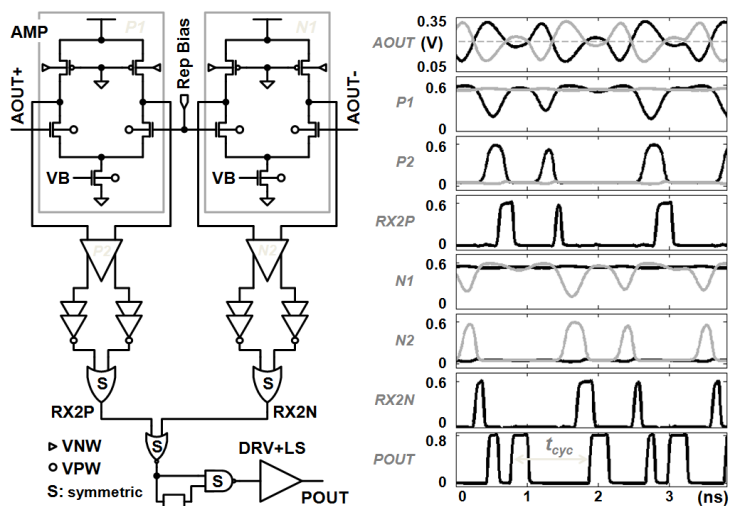 AMP
P1
N1
Rep Bias
AOUT+
AOUT-
VB
VB
P2
N2
S
S
RX2P
RX2N
S
VNW
VPW
S: symmetric
S
DRV+LS
POUT
AOUT (V)
0.35
0.05
P1
0.6
0
P2
0.6
0
RX2P
0.6
0
N1
0.6
0
N2
0.6
0
RX2N
0.6
0
POUT
0.8
0
tcyc
0 1 2 3 (ns)